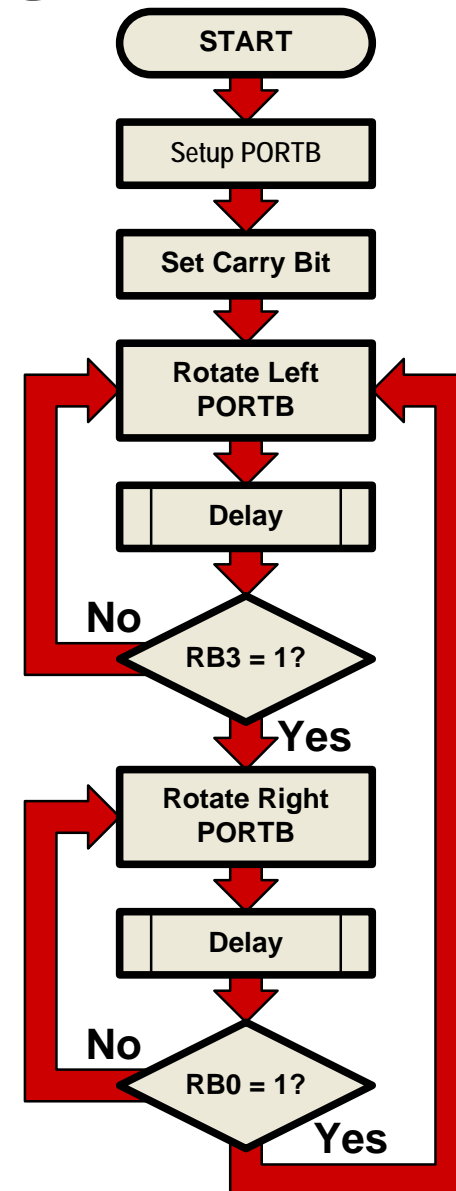 START
Setup PORTB
Set Carry Bit
Rotate Left
PORTB
Delay
No
RB3 = 1?
Yes
Rotate Right
PORTB
Delay
No
RB0 = 1?
Yes